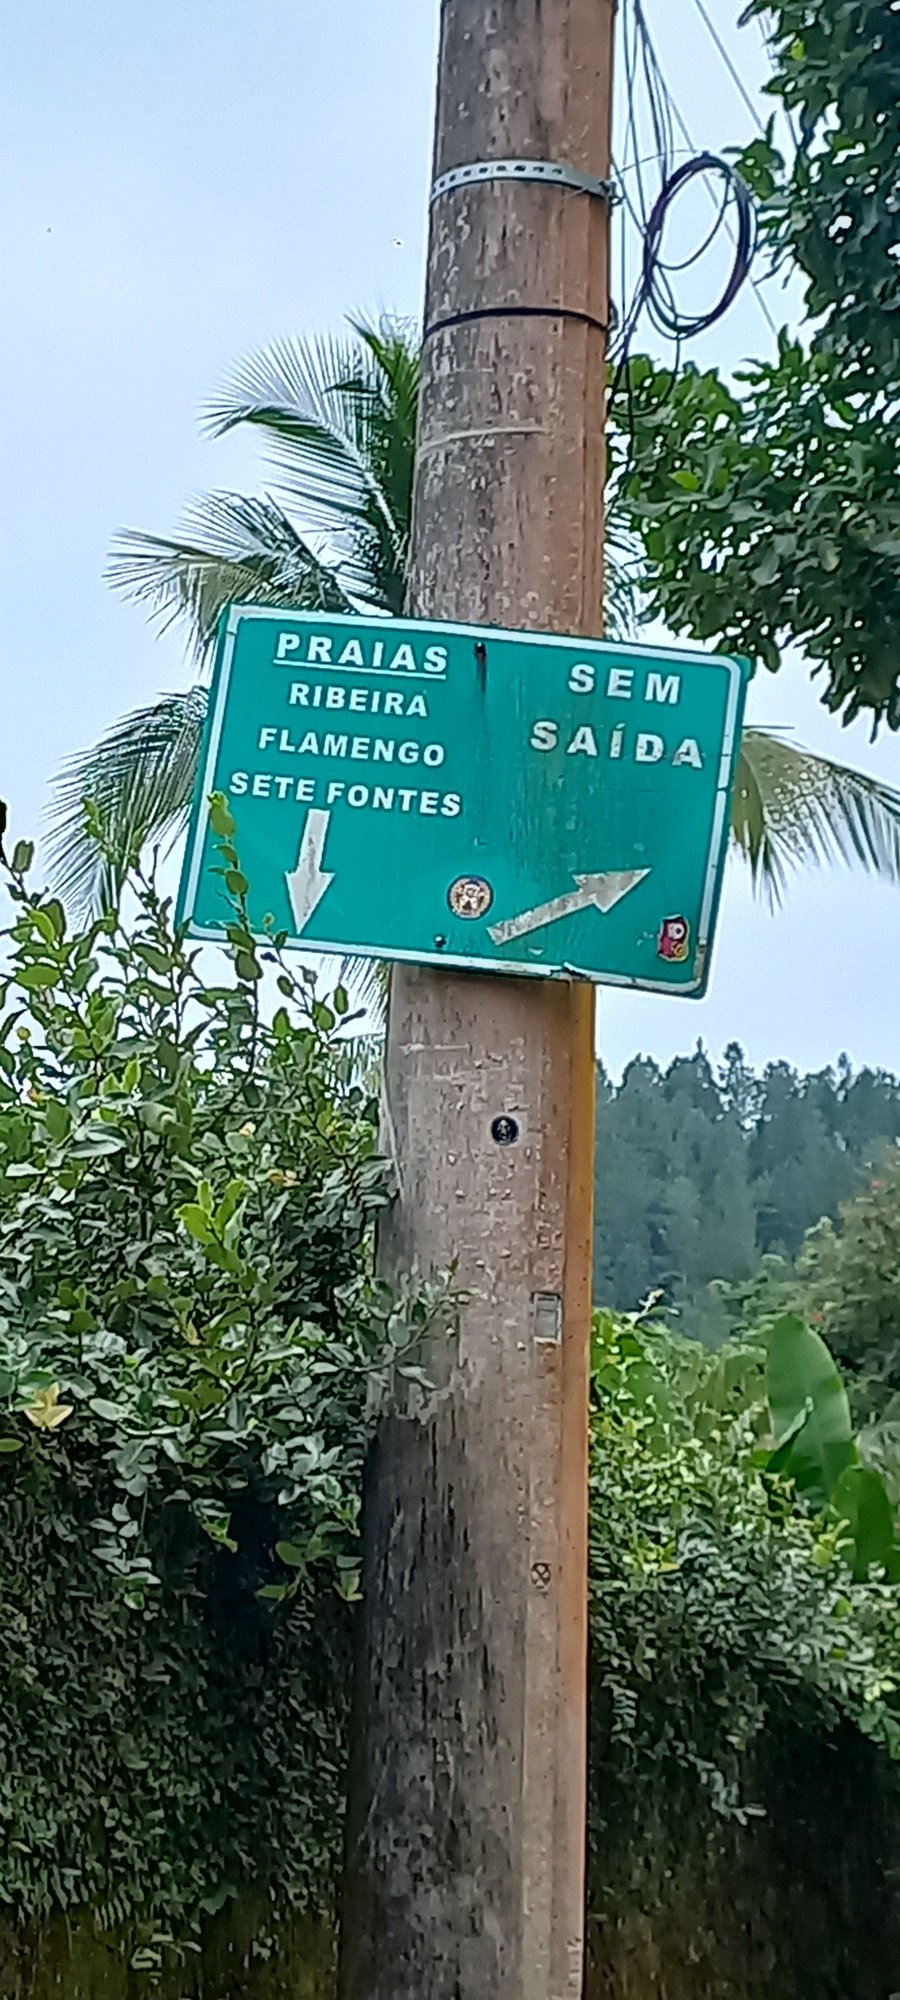 PRAIAS
RIBEIRA
FLAMENGO
SETE FONTES
SEM
SAÍDA